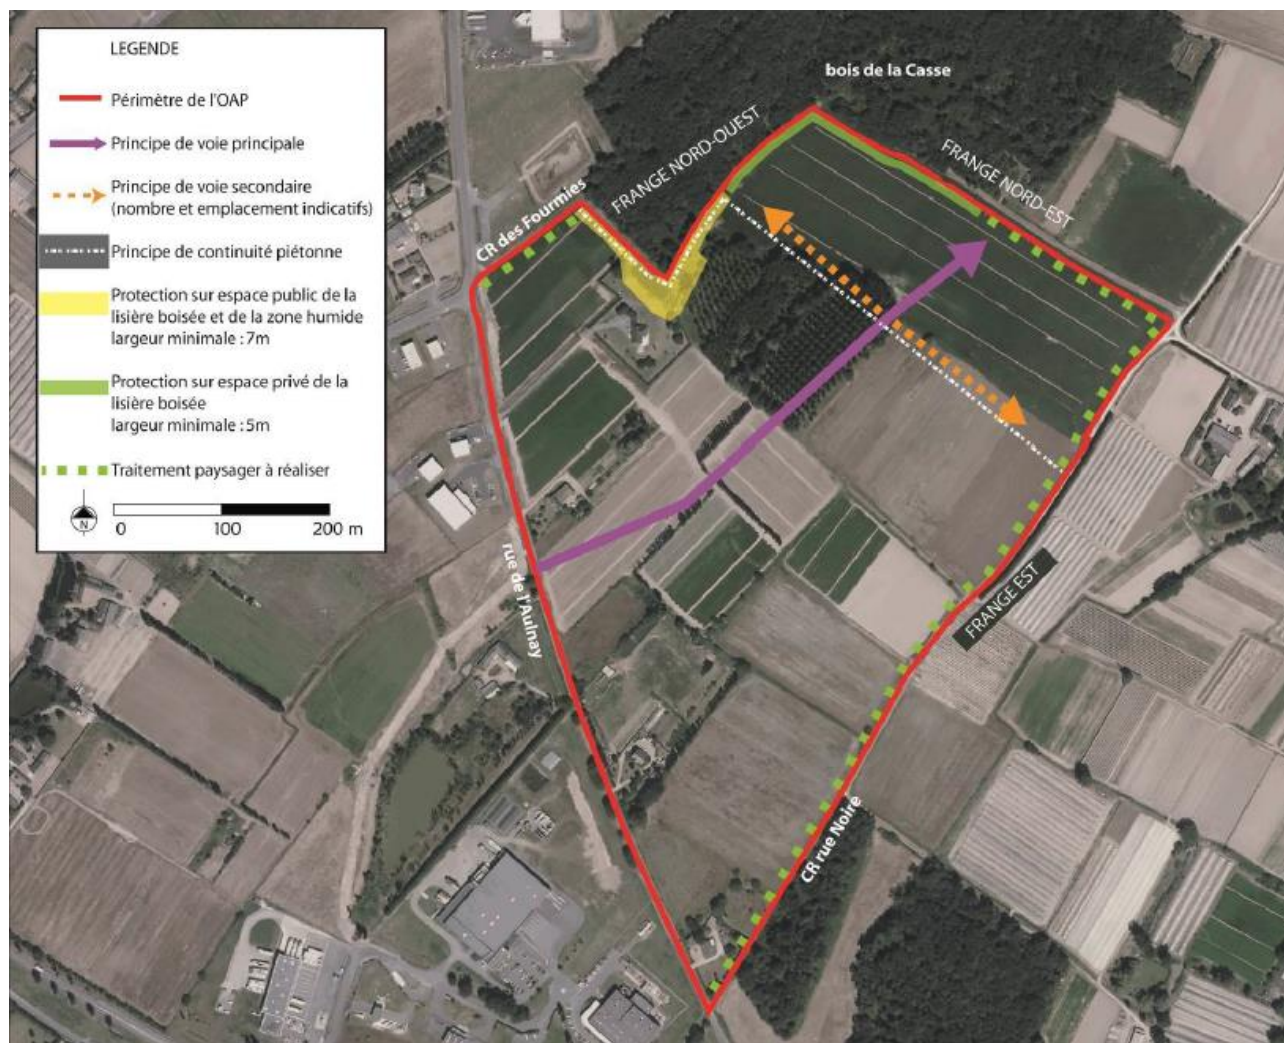 LEGENDE
Périmètre de l'OAP
Principe de voie principale
Principe de voie secondaire
(nombre et emplacement indicatifs)
Principe de continuité piétonne
Protection sur espace public de la
lisière boisée et de la zone humide
largeur minimale : 7m
Protection sur espace privé de la
lisière boisée
largeur minimale : 5m
Traitement paysager à réaliser
N
0 100 200 m
bois de la Casse
FRANGE NORD-OUEST
FRANGE NORD-EST
CR des Fourmies
rue de l'Aulnay
FRANGE EST
CR rue Noire